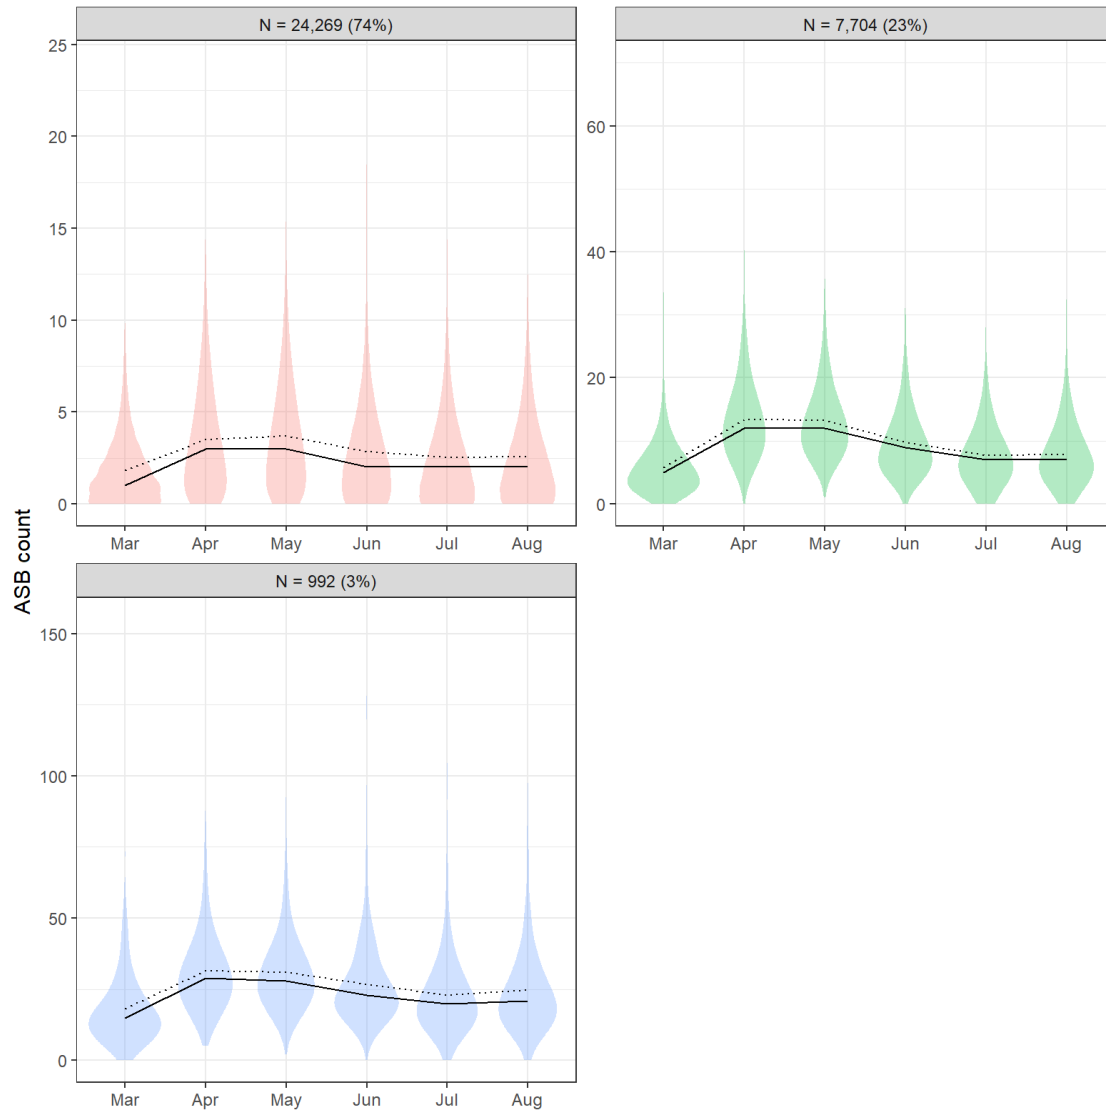 N = 24,269 (74%)
25
20
15
10
5
0
Mar Apr May Jun Jul Aug
N = 7,704 (23%)
60
40
20
0
Mar Apr May Jun Jul Aug
ASB count
N = 992 (3%)
150
100
50
0
Mar Apr May Jun Jul Aug